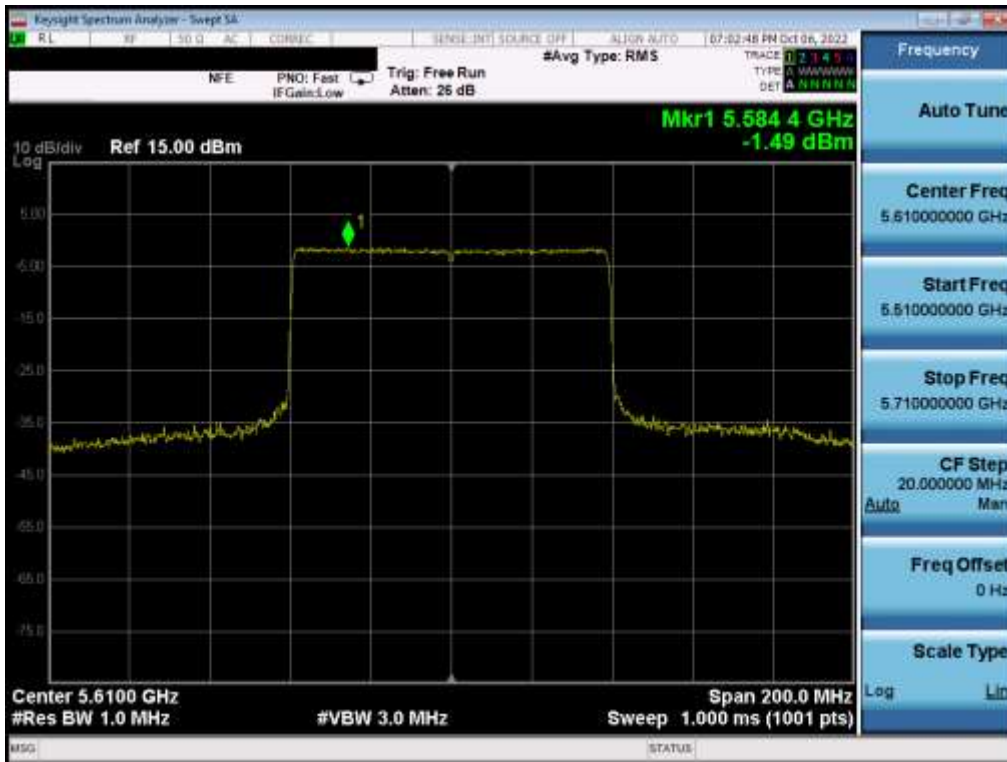 Keysight Spectrum Analyzer - Swept SA
RL RF 50 Ω AC CORREC SENSE:INT SOURCE OFF ALIGN AUTO 07:02:48 PM Oct 06, 2022
#Avg Type: RMS
TRACE 1 2 3 4 5 6
TYPE A WWWWW
DET A N N N N N
NFE
PNO: Fast
IFGain:Low
Trig: Free Run
Atten: 26 dB
Mkr1 5.584 4 GHz
-1.49 dBm
10 dB/div
Log
Ref 15.00 dBm
1
5.00
-5.00
-15.0
-25.0
-35.0
-45.0
-55.0
-65.0
-75.0
Center 5.6100 GHz
Span 200.0 MHz
#Res BW 1.0 MHz
#VBW 3.0 MHz
Sweep 1.000 ms (1001 pts)
MSG
STATUS
Frequency
Auto Tune
Center Freq
5.610000000 GHz
Start Freq
5.510000000 GHz
Stop Freq
5.710000000 GHz
CF Step
20.000000 MHz
Auto Man
Freq Offset
0 Hz
Scale Type
Log Lin